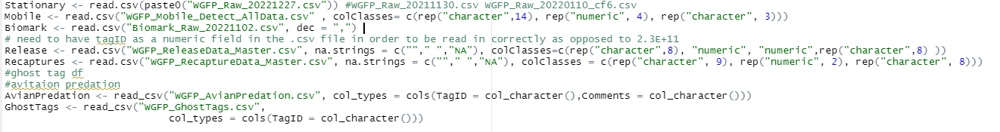 Stationary <- read.csv(paste0("WGFP_Raw_20221227.csv")) #WGFP_Raw_20211130.csv WGFP_Raw_20220110_cf6.csv
Mobile <- read.csv("WGFP_Mobile_Detect_AllData.csv" , colClasses= c(rep("character",14), rep("numeric", 4), rep("character", 3)))
Biomark <- read.csv("Biomark_Raw_20221102.csv", dec = ",")
# need to have tagID as a numeric field in the .csv file in order to be read in correctly as opposed to 2.3E+11
Release <- read.csv("WGFP_ReleaseData_Master.csv", na.strings = c(""," ","NA"), colClasses=c(rep("character",8), "numeric", "numeric",rep("character",8) ))
Recaptures <- read.csv("WGFP_RecaptureData_Master.csv", na.strings = c(""," ","NA"), colClasses = c(rep("character", 9), rep("numeric", 2), rep("character", 8)))
#ghost tag df
#avitaion predation
AvianPredation <- read_csv("WGFP_AvianPredation.csv", col_types = cols(TagID = col_character(),Comments = col_character()))
GhostTags <- read_csv("WGFP_GhostTags.csv",
col_types = cols(TagID = col_character()))